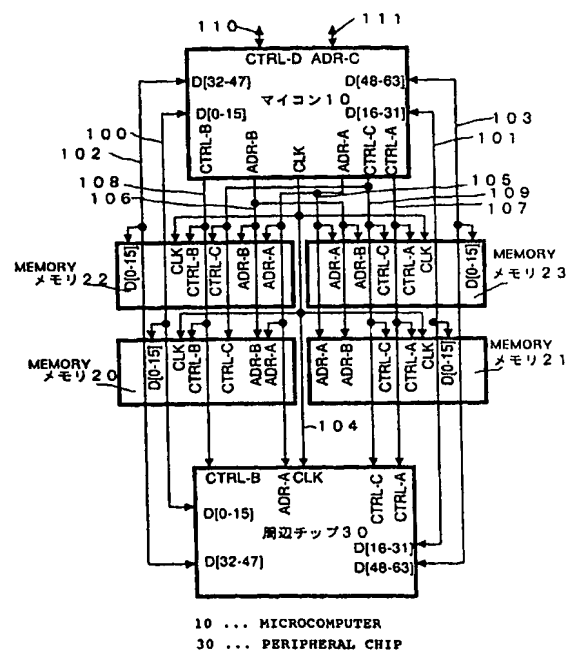 110
111
CTRL-D ADR-C
D[32-47]
D[48-63]
マイコン10
D[0-15]
D[16-31]
CTRL-B
ADR-B
CLK
ADR-A
CTRL-C
CTRL-A
100
102
108
106
103
101
105
109
107
MEMORY
メモリ22
D[0-15]
CLK
CTRL-B
CTRL-C
ADR-B
ADR-A
ADR-A
ADR-B
CTRL-C
CTRL-A
CLK
D[0-15]
MEMORY
メモリ23
MEMORY
メモリ20
D[0-15]
CLK
CTRL-B
CTRL-C
ADR-B
ADR-A
ADR-A
ADR-B
CTRL-C
CTRL-A
CLK
D[0-15]
MEMORY
メモリ21
104
CTRL-B
ADR-A
CLK
CTRL-C
CTRL-A
D[0-15]
周辺チップ30
D[16-31]
D[32-47]
D[48-63]
10 ... MICROCOMPUTER
30 ... PERIPHERAL CHIP